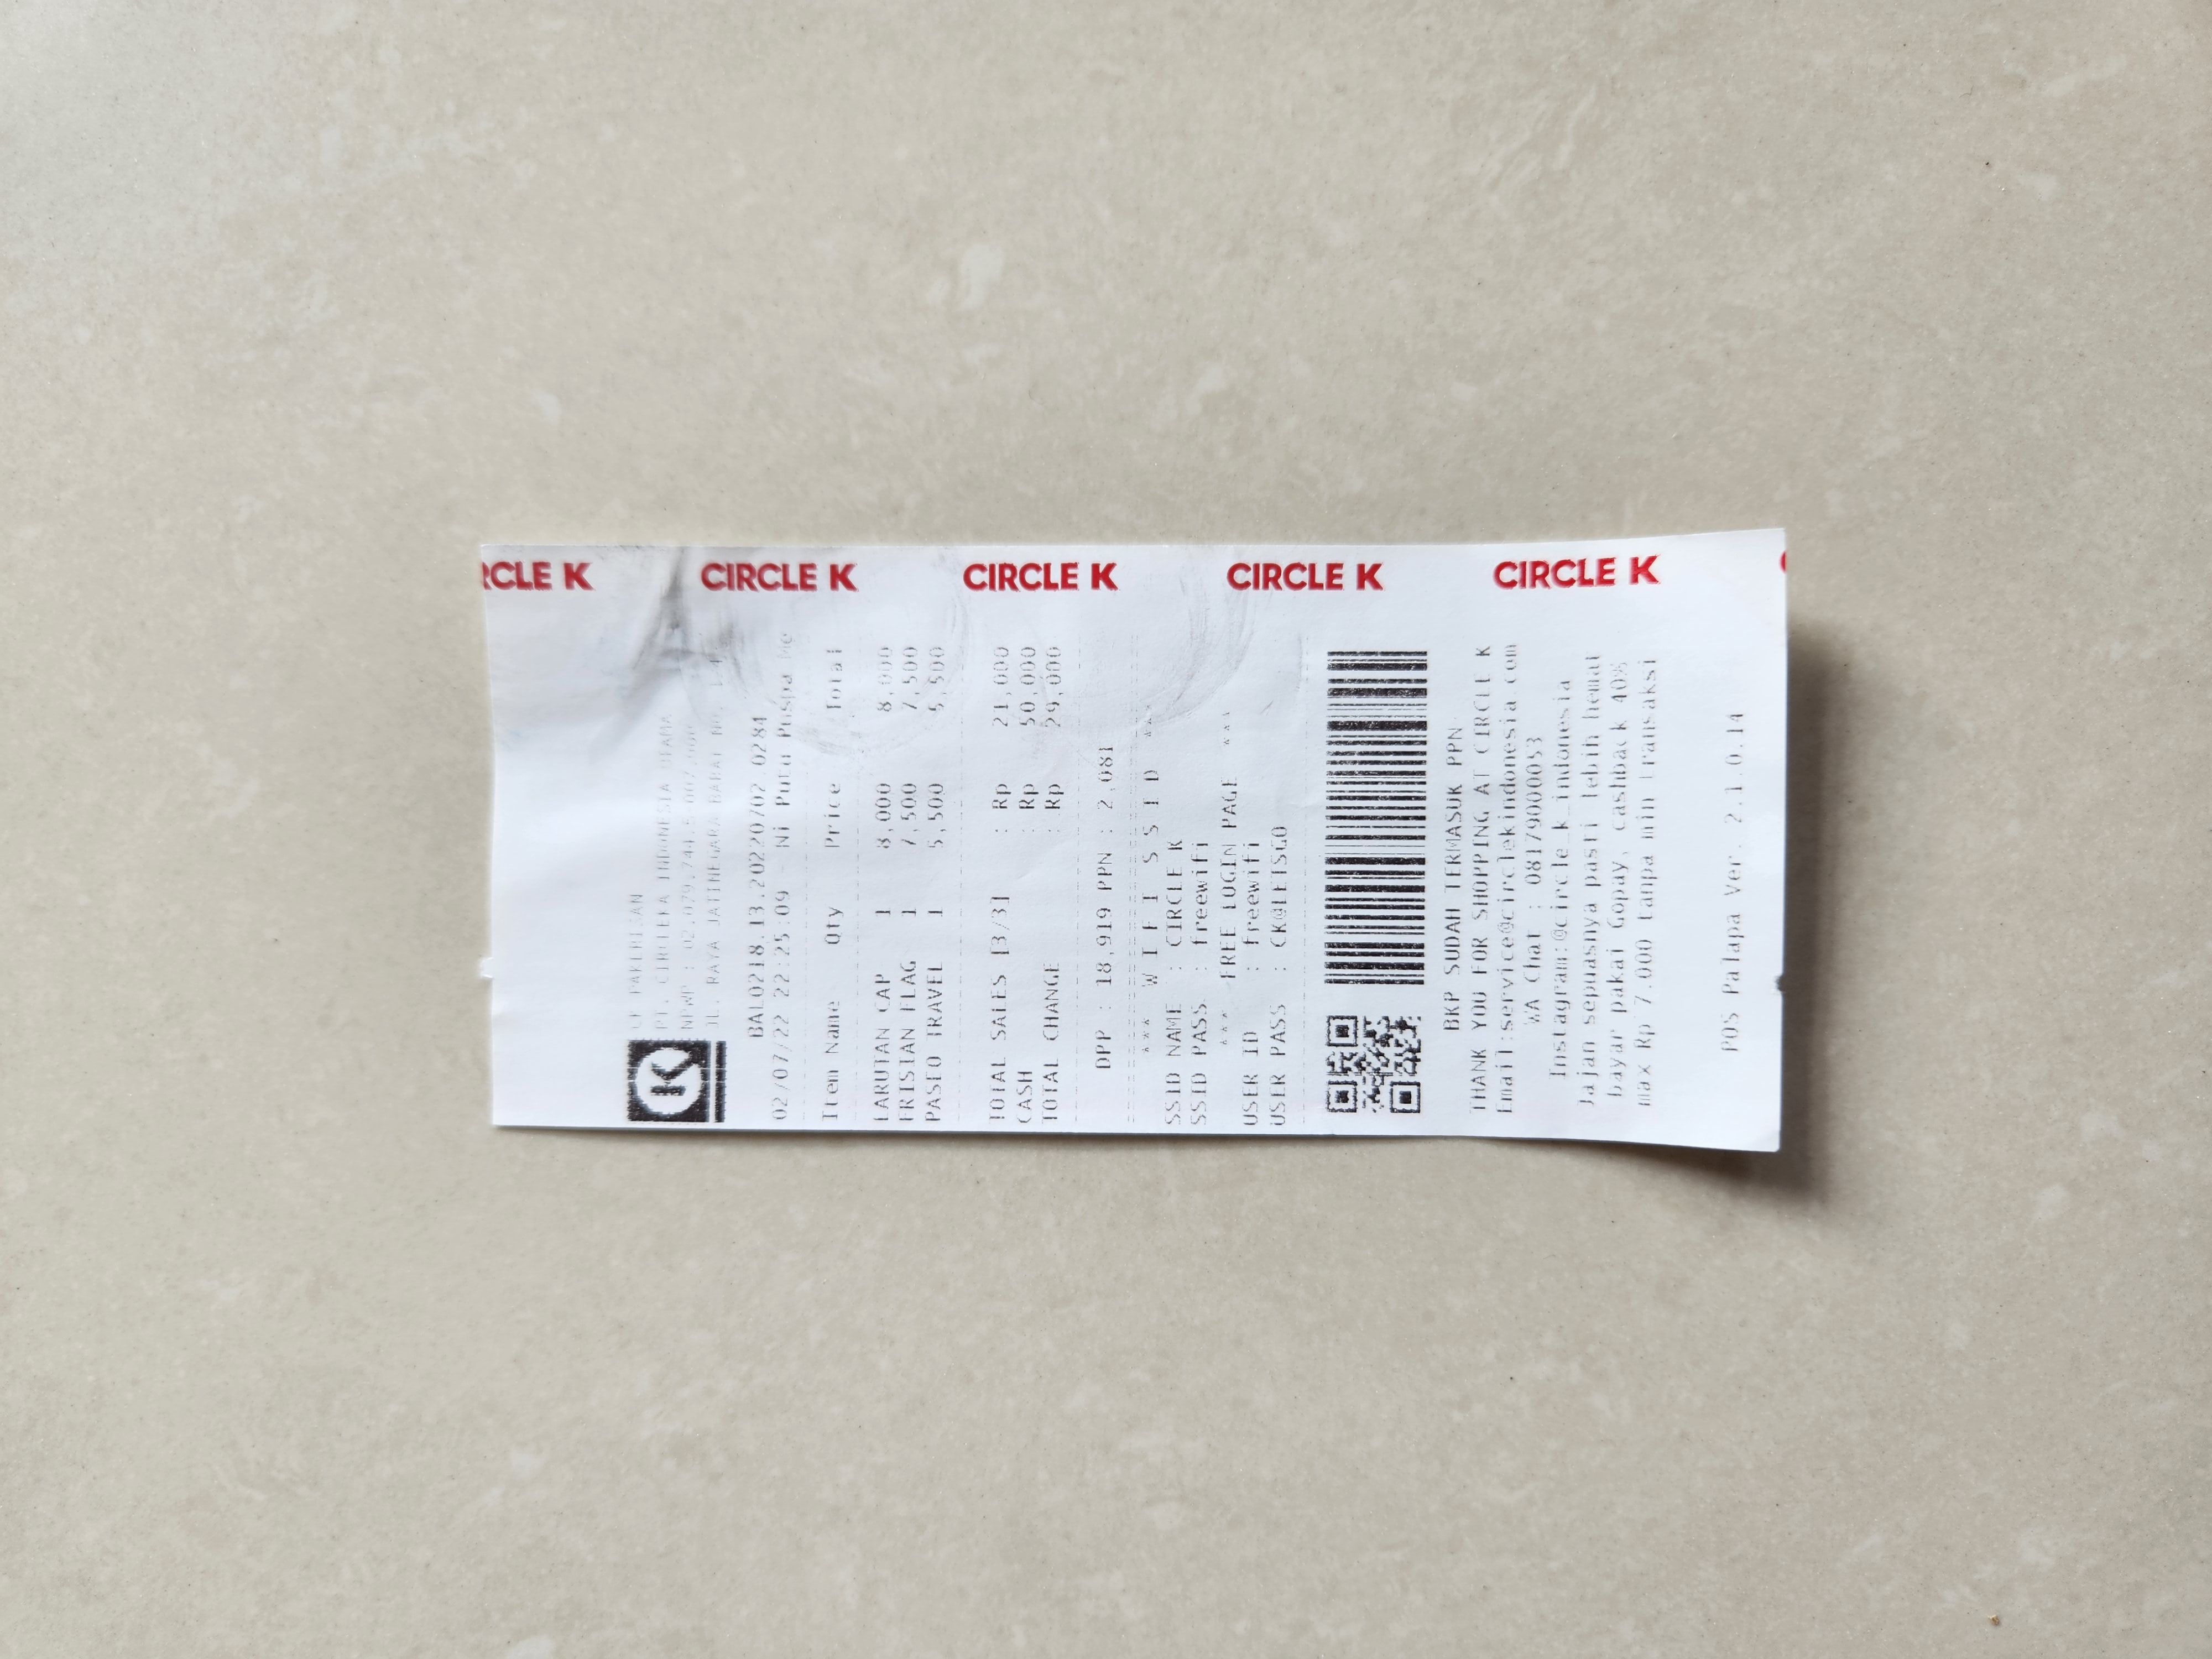 CK PAKERISAN
PT. CIRCLEKA INDONESIA UTAMA
NPWP : 02.079.744.5 007.000
JL. RAYA JATINEGARA BARAT NO.
BAL0218.13.20220702.0284
02/07/22 22:25:09 - Ni Putu Puspa Me
Item Name Qty Price Total
LARUTAN CAP 1 8,000 8,000
FRISIAN FLAG 1 7,500 7,500
PASEO TRAVEL 1 5,500 5,500
TOTAL SALES [3/3] : Rp 21,000
CASH : Rp 50,000
TOTAL CHANGE : Rp 29,000
DPP : 18,919 PPN : 2,081
*** W I F I S S I D ***
SSID NAME : CIRCLE K
SSID PASS : freewifi
*** FREE LOGIN PAGE ***
USER ID : freewifi
USER PASS : CK@LETSGO
BKP SUDAH TERMASUK PPN
THANK YOU FOR SHOPPING AT CIRCLE K
Email:service@circlekindonesia.com
WA Chat : 08179000053
Instagram:@circle_k_indonesia
Jajan sepuasnya pasti lebih hemat
bayar pakai Gopay, cashback 40%
max Rp 7.000 tanpa min transaksi
POS Palapa Ver. 2.1.0.14
RCLE K
CIRCLE K
CIRCLE K
CIRCLE K
CIRCLE K